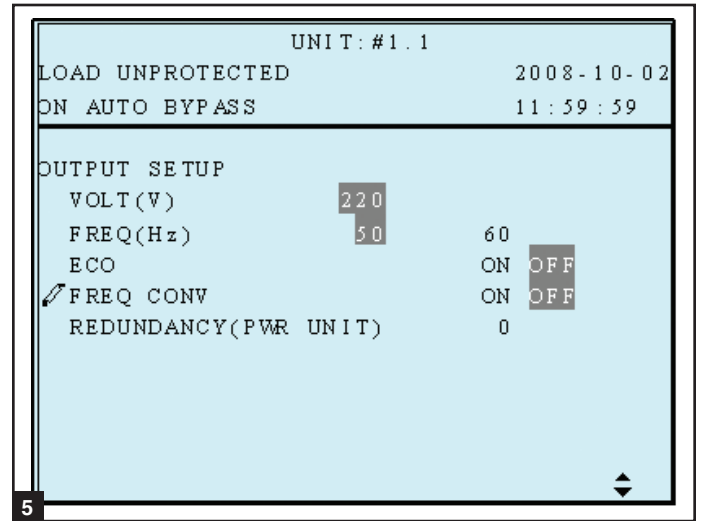 UNIT:#1.1
LOAD UNPROTECTED 2008-10-02
ON AUTO BYPASS 11:59:59
OUTPUT SETUP
VOLT(V) 220
FREQ(Hz) 50 60
ECO ON OFF
FREQ CONV ON OFF
REDUNDANCY(PWR UNIT) 0
5